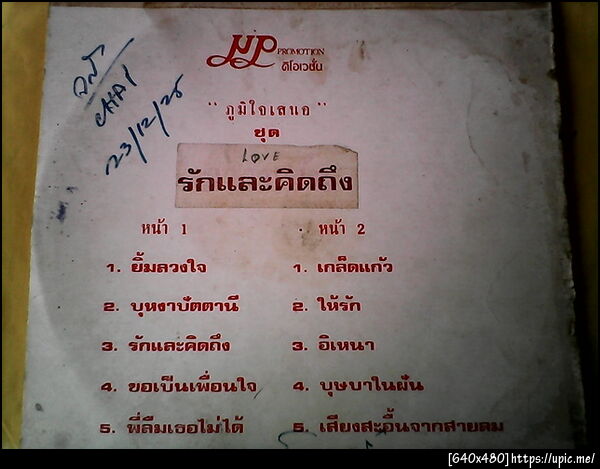 MP PROMOTION
ดีโอเวชั่น
CHAI
23/12/25
" ภูมิใจเสนอ "
ชุด
LOVE
รักและคิดถึง
หน้า 1
1. ยิ้มลวงใจ
2. บุหงาปัตตานี
3. รักและคิดถึง
4. ขอเป็นเพื่อนใจ
5. พี่ลืมเธอไม่ได้
หน้า 2
1. เกล็ดแก้ว
2. ให้รัก
3. อิเหนา
4. บุษบาในฝัน
5. เสียงสะอื้นจากสายลม
[640x480]https://upic.me/